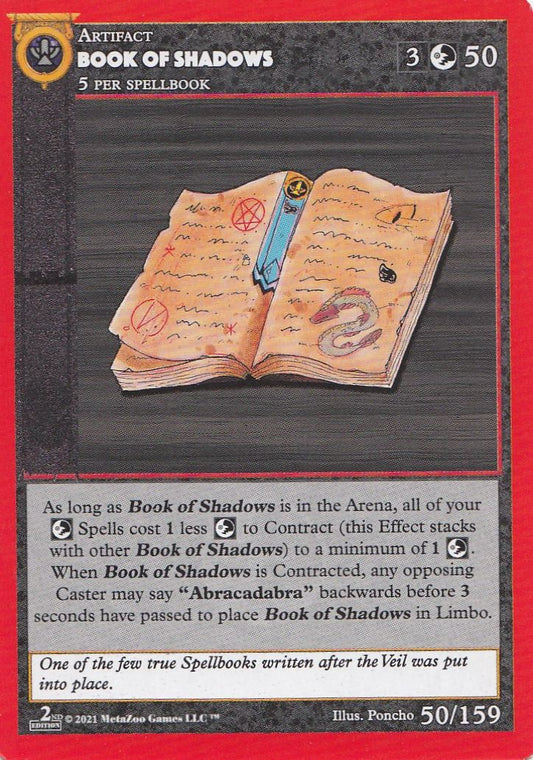 ARTIFACT
BOOK OF SHADOWS 3 50
5 PER SPELLBOOK
As long as Book of Shadows is in the Arena, all of your
Spells cost 1 less to Contract (this Effect stacks
with other Book of Shadows) to a minimum of 1 .
When Book of Shadows is Contracted, any opposing
Caster may say “Abracadabra” backwards before 3
seconds have passed to place Book of Shadows in Limbo.
One of the few true Spellbooks written after the Veil was put
into place.
2ND EDITION © 2021 MetaZoo Games LLC™ Illus. Poncho 50/159